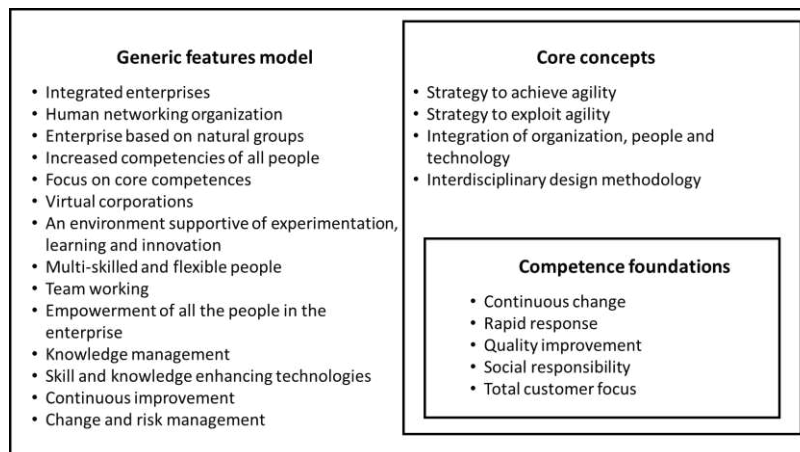 Generic features model
• Integrated enterprises
• Human networking organization
• Enterprise based on natural groups
• Increased competencies of all people
• Focus on core competences
• Virtual corporations
• An environment supportive of experimentation,
learning and innovation
• Multi-skilled and flexible people
• Team working
• Empowerment of all the people in the
enterprise
• Knowledge management
• Skill and knowledge enhancing technologies
• Continuous improvement
• Change and risk management
Core concepts
• Strategy to achieve agility
• Strategy to exploit agility
• Integration of organization, people and
technology
• Interdisciplinary design methodology
Competence foundations
• Continuous change
• Rapid response
• Quality improvement
• Social responsibility
• Total customer focus